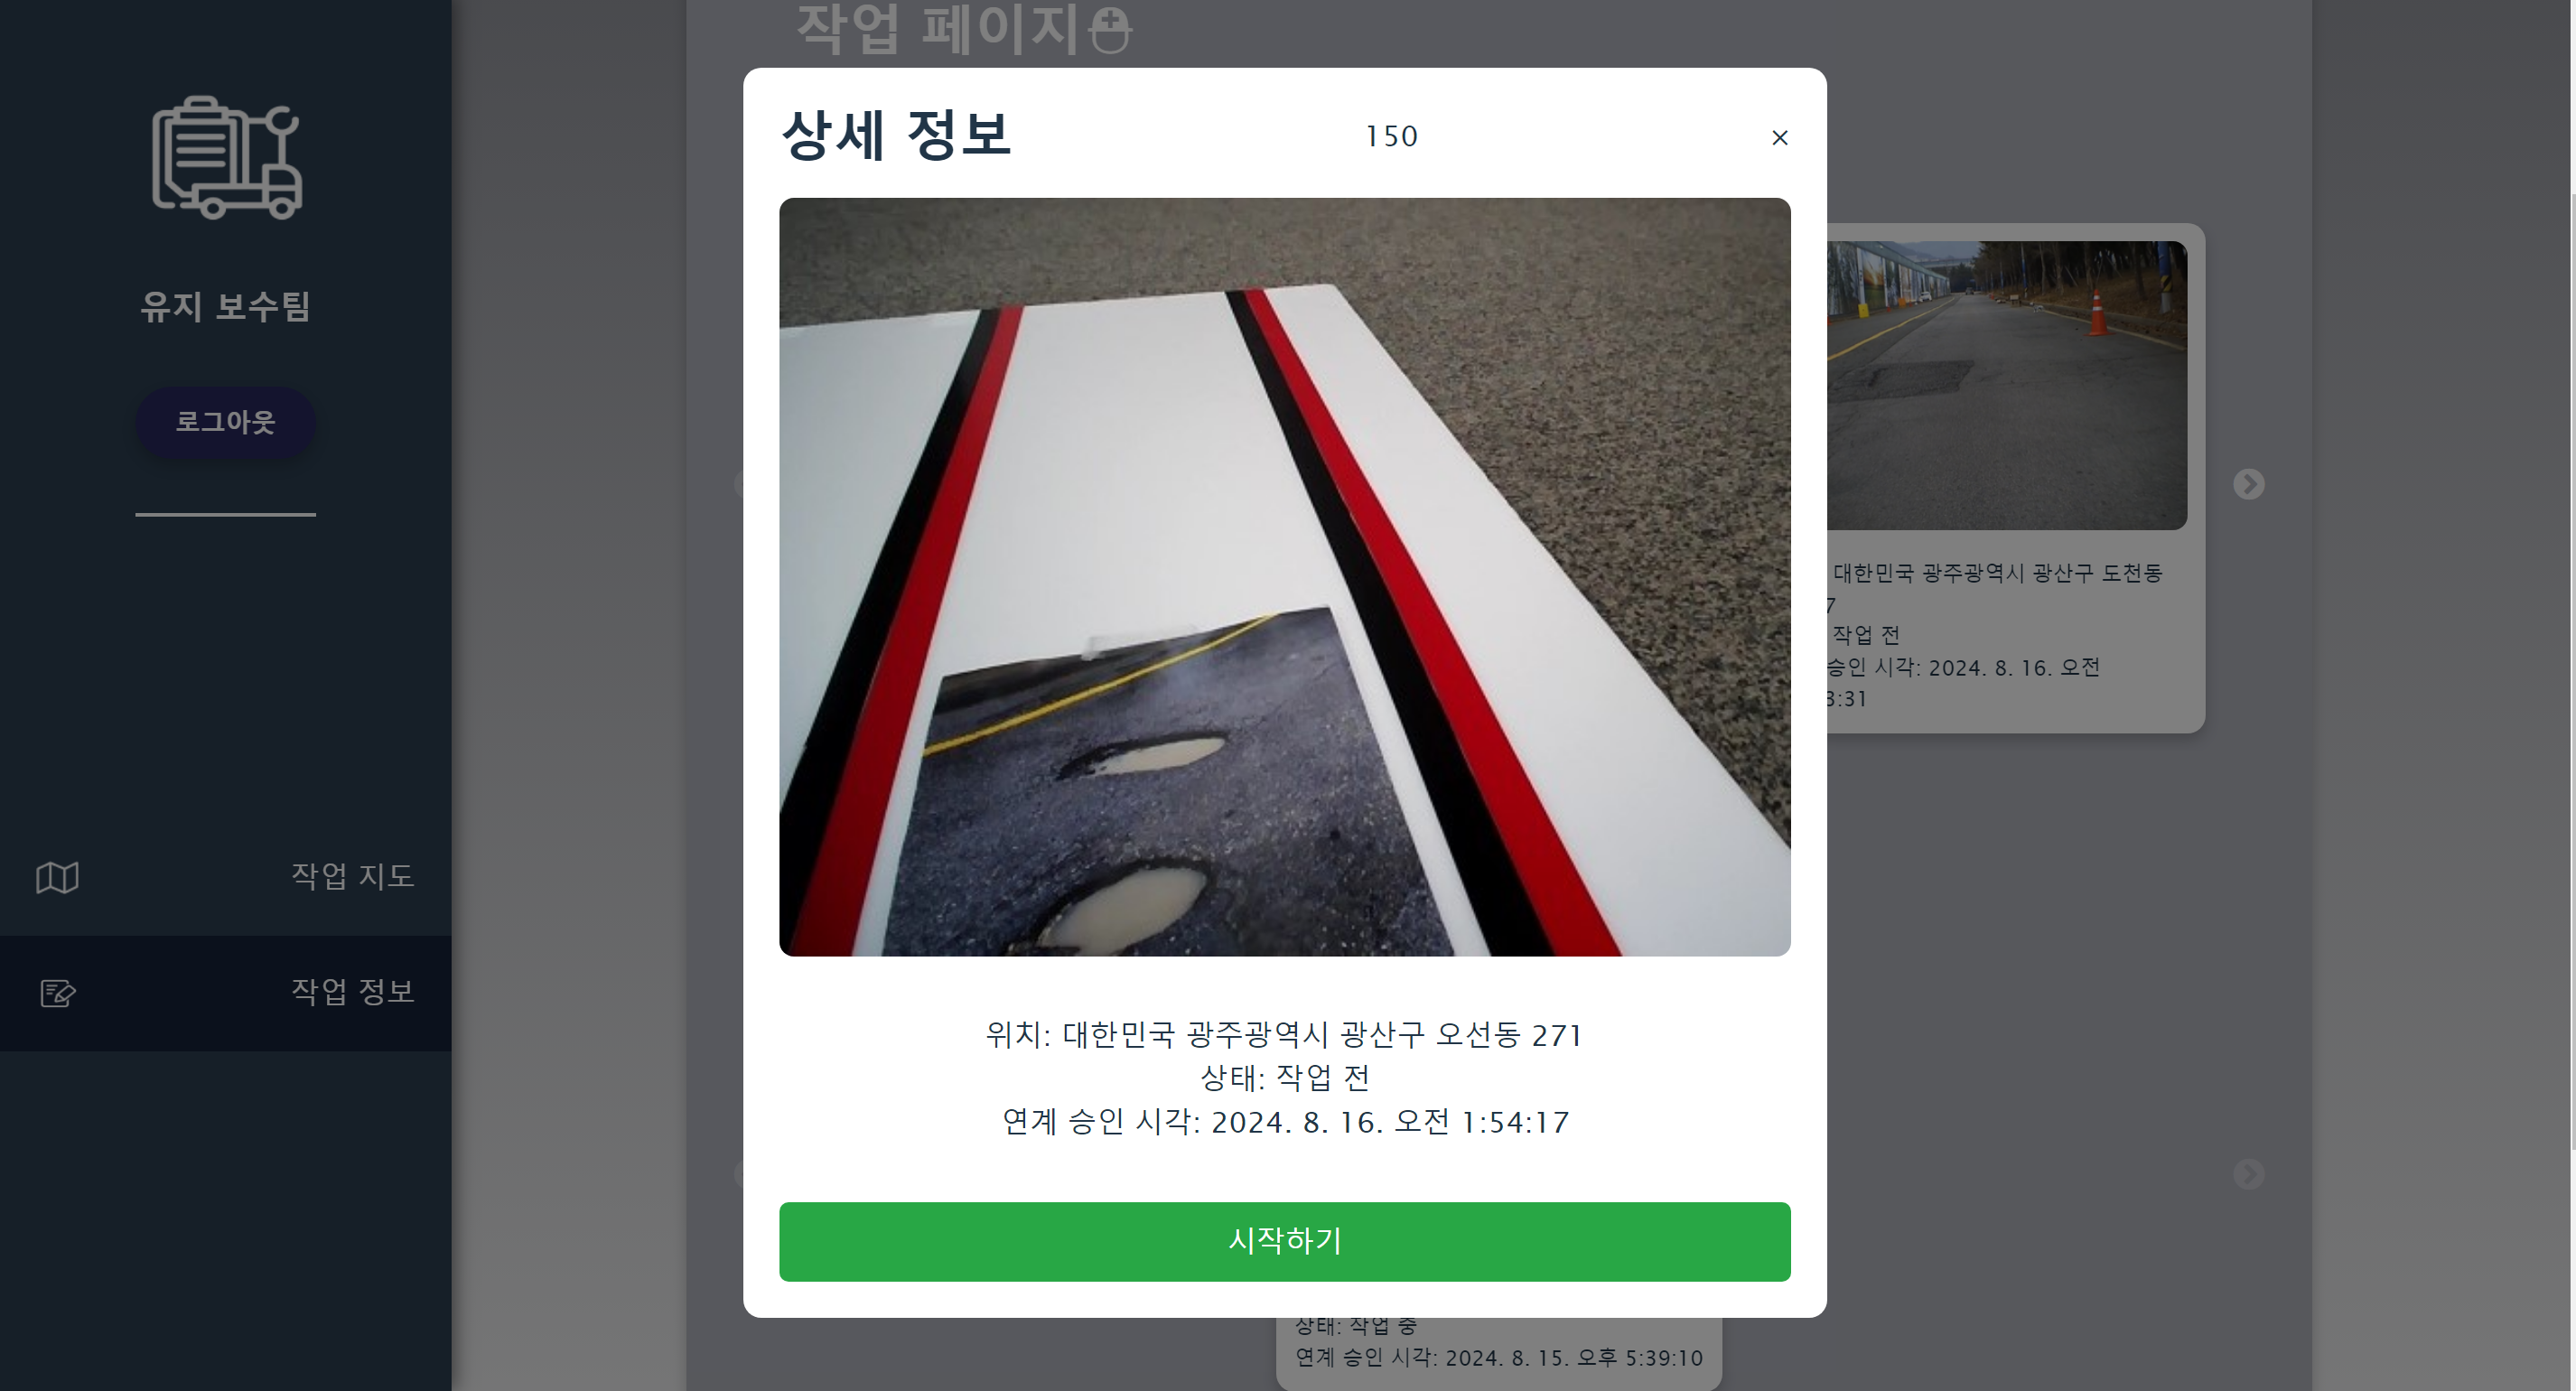 작업 페이지
상세 정보
150
×
유지 보수팀
로그아웃
작업 지도
작업 정보
위치: 대한민국 광주광역시 광산구 오선동 271
상태: 작업 전
연계 승인 시각: 2024. 8. 16. 오전 1:54:17
시작하기
대한민국 광주광역시 광산구 도천동
7
작업 전
승인 시각: 2024. 8. 16. 오전
:31
상태: 작업 중
연계 승인 시각: 2024. 8. 15. 오후 5:39:10